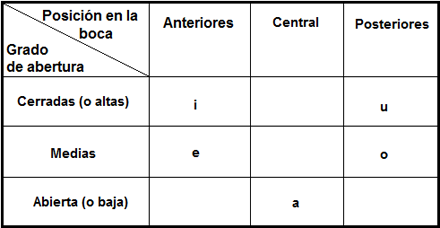 Posición en la
boca
Grado
de abertura
Anteriores Central Posteriores
Cerradas (o altas) i u
Medias e o
Abierta (o baja) a